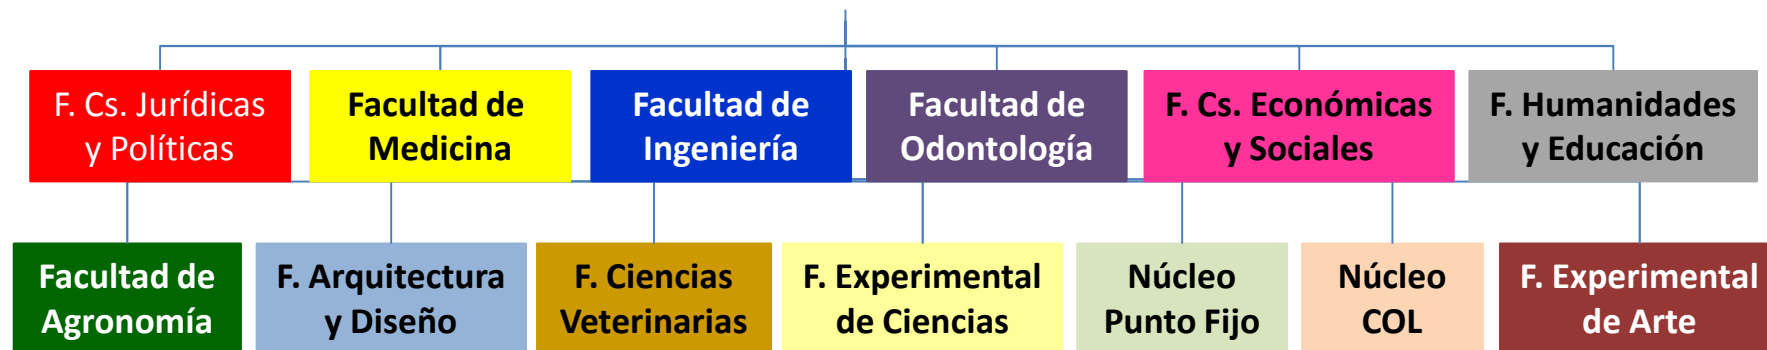 F. Cs. Jurídicas
y Políticas
Facultad de
Medicina
Facultad de
Ingeniería
Facultad de
Odontología
F. Cs. Económicas
y Sociales
F. Humanidades
y Educación
Facultad de
Agronomía
F. Arquitectura
y Diseño
F. Ciencias
Veterinarias
F. Experimental
de Ciencias
Núcleo
Punto Fijo
Núcleo
COL
F. Experimental
de Arte